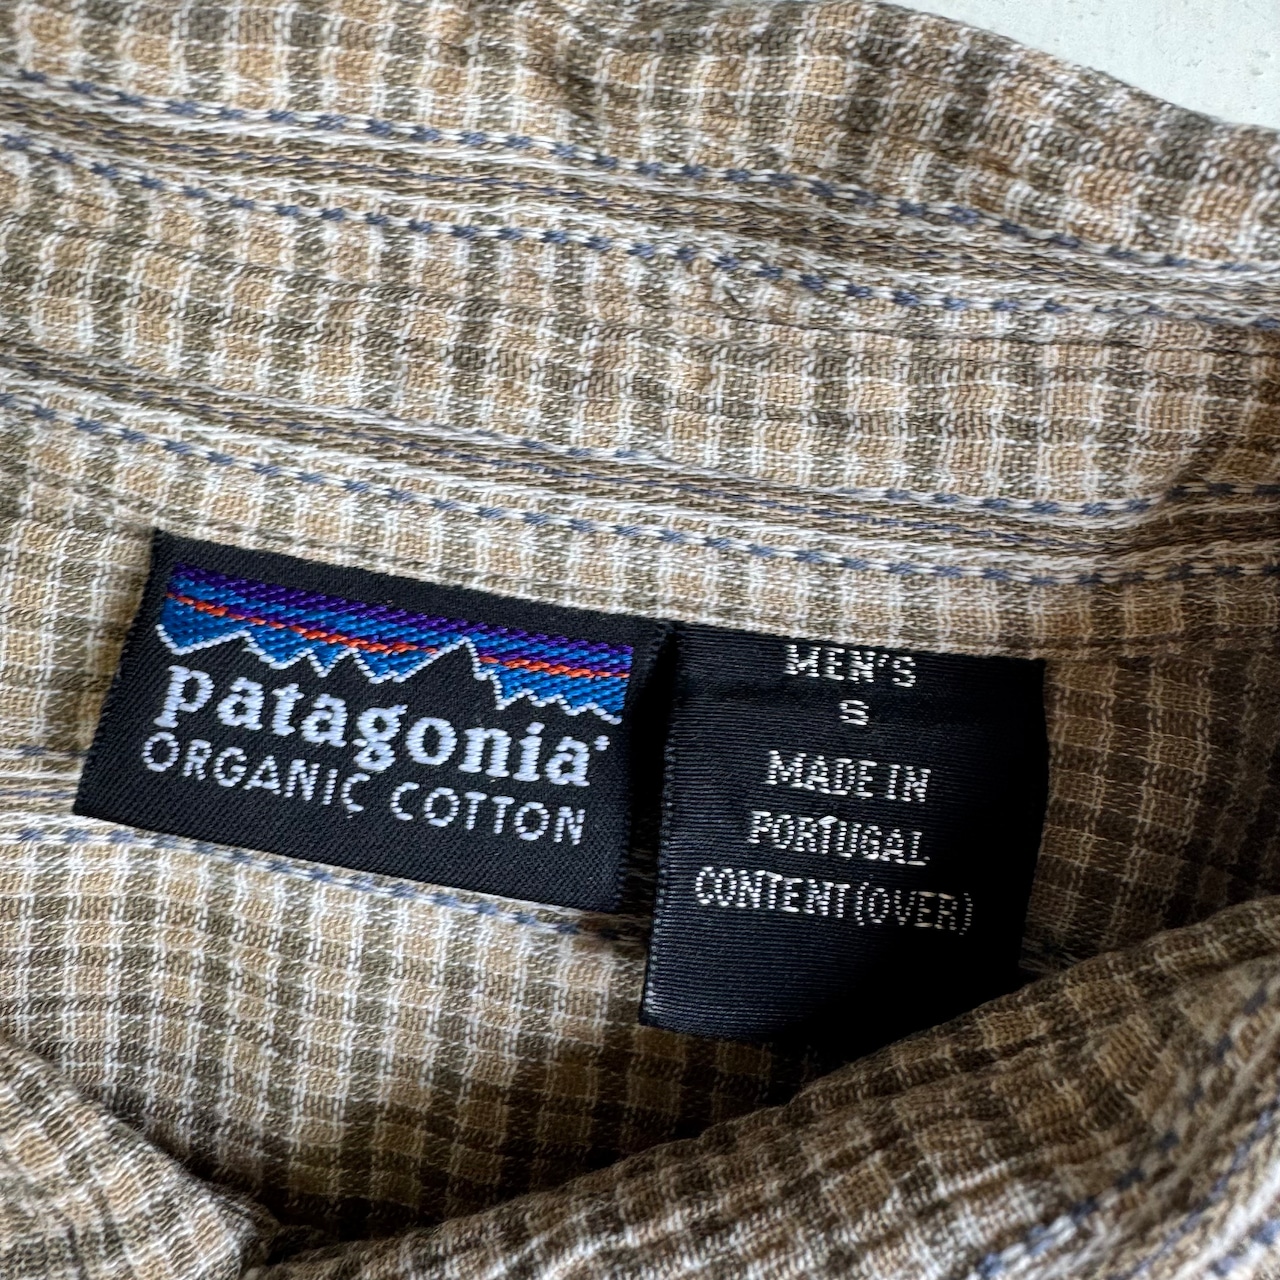 patagonia
ORGANIC COTTON
MEN'S
S
MADE IN
PORTUGAL
CONTENT(OVER)